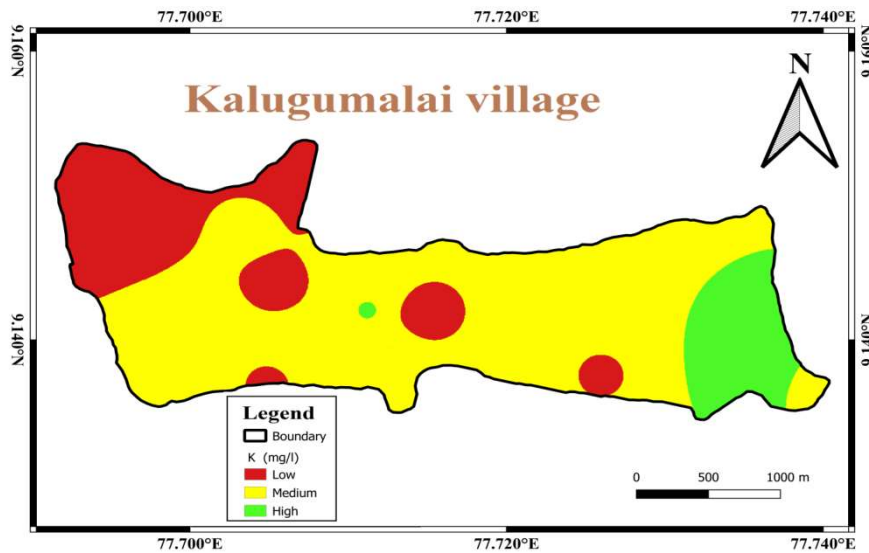 77.700°E 77.720°E 77.740°E
9.160°N 9.160°N
Kalugumalai village
N
9.140°N 9.140°N
Legend
Boundary
K (mg/l)
Low
Medium
High
0 500 1000 m
77.700°E 77.720°E 77.740°E